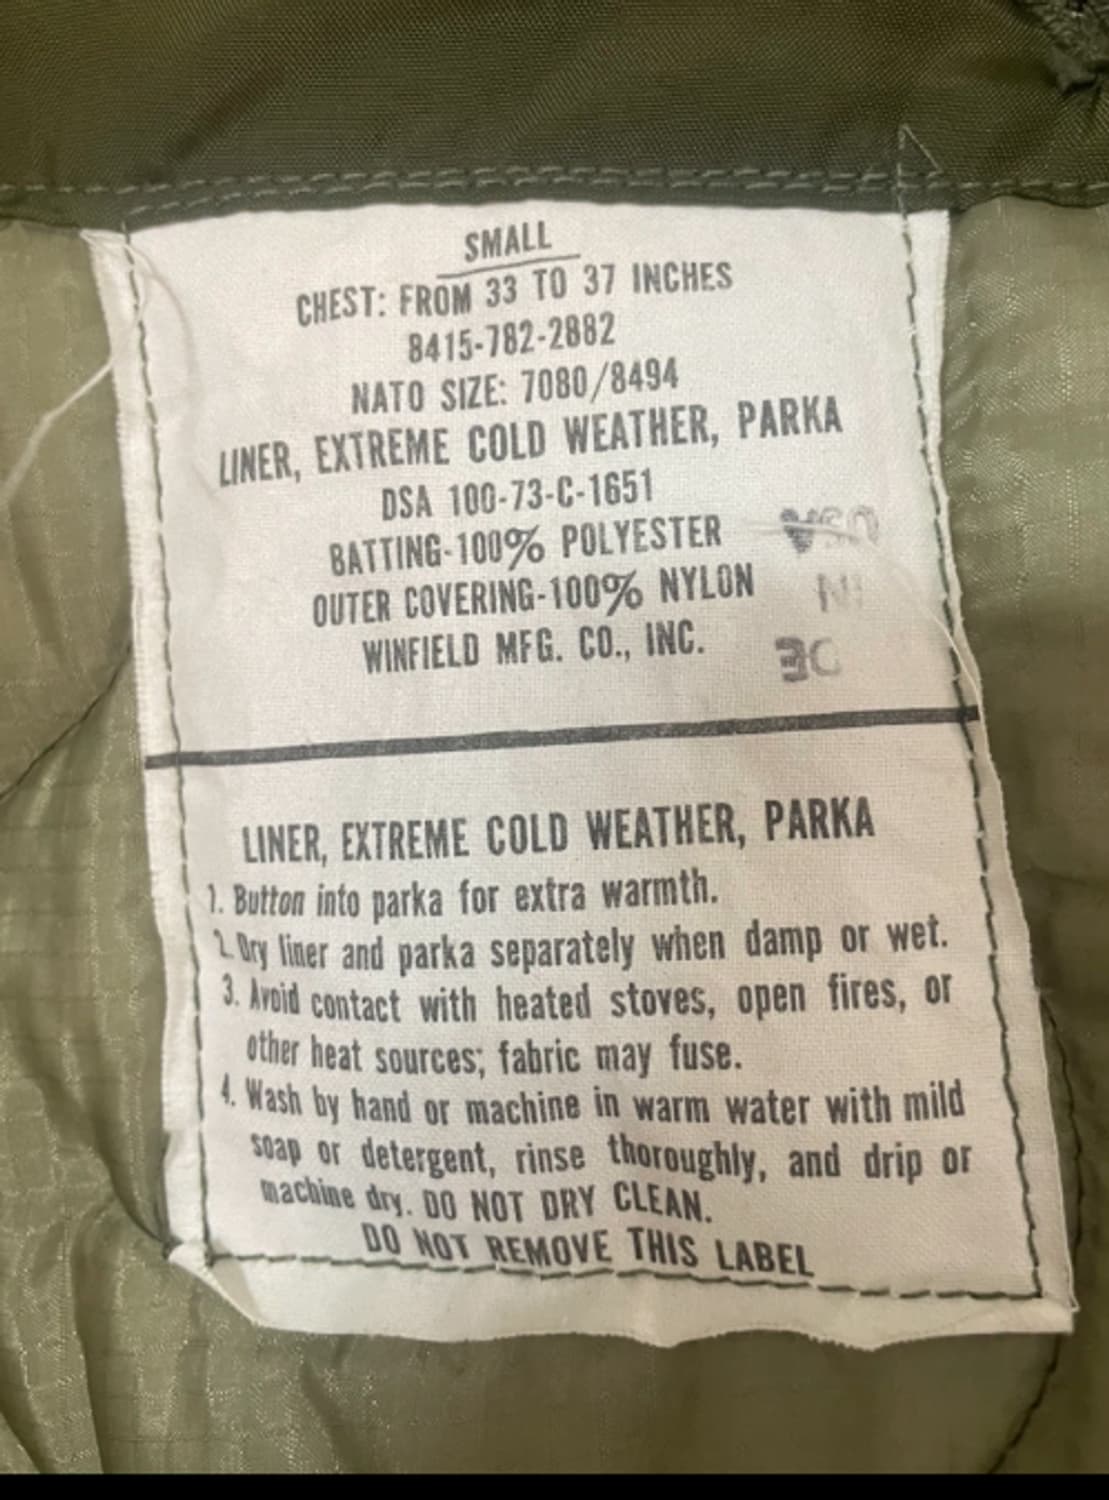 SMALL
CHEST: FROM 33 TO 37 INCHES
8415-782-2882
NATO SIZE: 7080/8494
LINER, EXTREME COLD WEATHER, PARKA
DSA 100-73-C-1651
BATTING-100% POLYESTER
OUTER COVERING-100% NYLON
WINFIELD MFG. CO., INC.
LINER, EXTREME COLD WEATHER, PARKA
1. Button into parka for extra warmth.
2. Dry liner and parka separately when damp or wet.
3. Avoid contact with heated stoves, open fires, or
other heat sources; fabric may fuse.
4. Wash by hand or machine in warm water with mild
soap or detergent, rinse thoroughly, and drip or
machine dry. DO NOT DRY CLEAN.
DO NOT REMOVE THIS LABEL